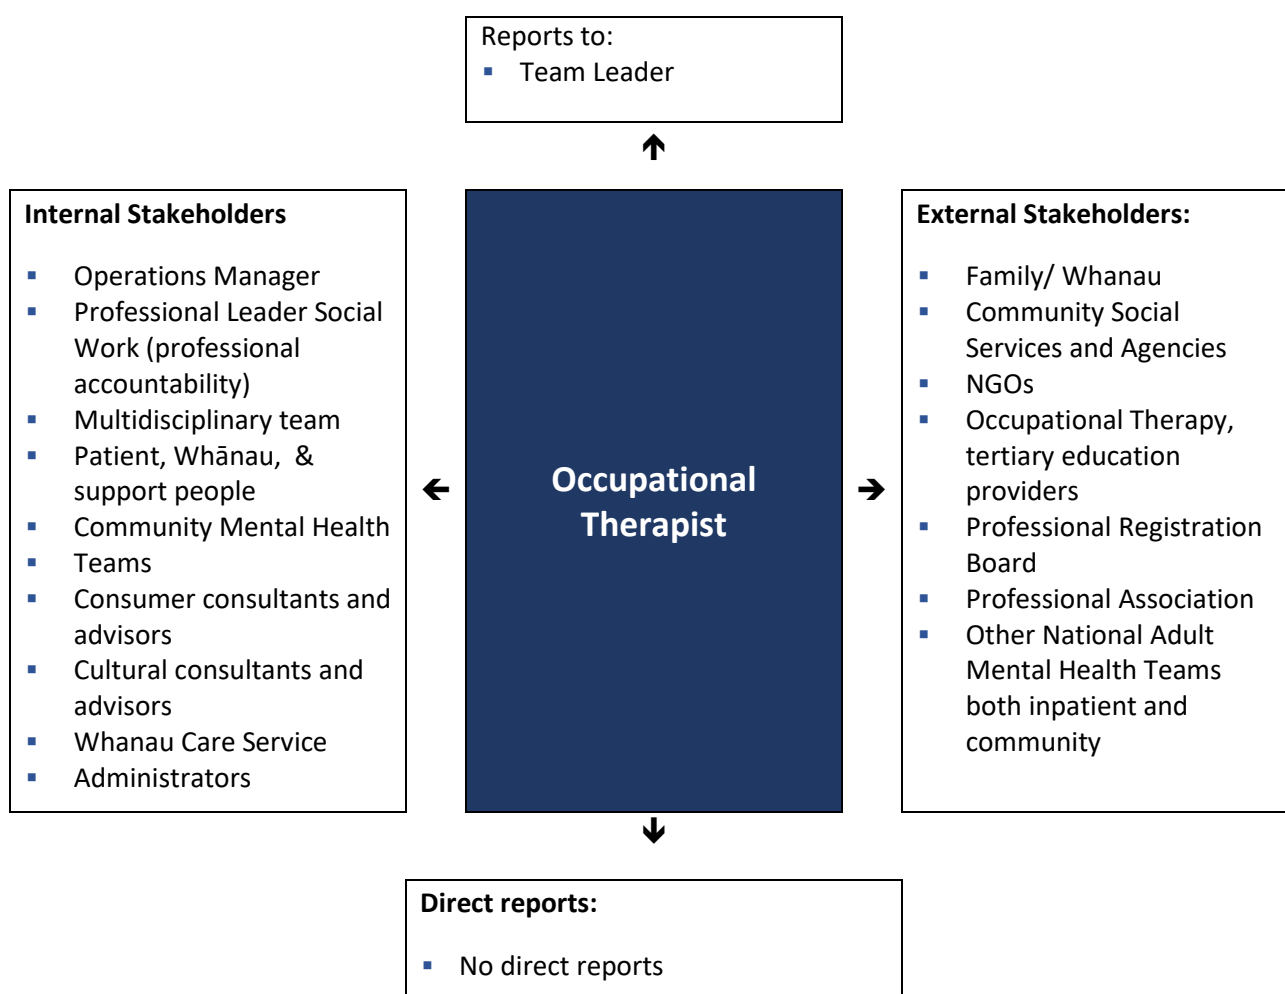 Reports to:
▪ Team Leader
Internal Stakeholders
▪ Operations Manager
▪ Professional Leader Social
Work (professional
accountability)
▪ Multidisciplinary team
▪ Patient, Whānau, &
support people
▪ Community Mental Health
▪ Teams
▪ Consumer consultants and
advisors
▪ Cultural consultants and
advisors
▪ Whanau Care Service
▪ Administrators
Occupational
Therapist
External Stakeholders:
▪ Family/ Whanau
▪ Community Social
Services and Agencies
▪ NGOs
▪ Occupational Therapy,
tertiary education
providers
▪ Professional Registration
Board
▪ Professional Association
▪ Other National Adult
Mental Health Teams
both inpatient and
community
Direct reports:
▪ No direct reports